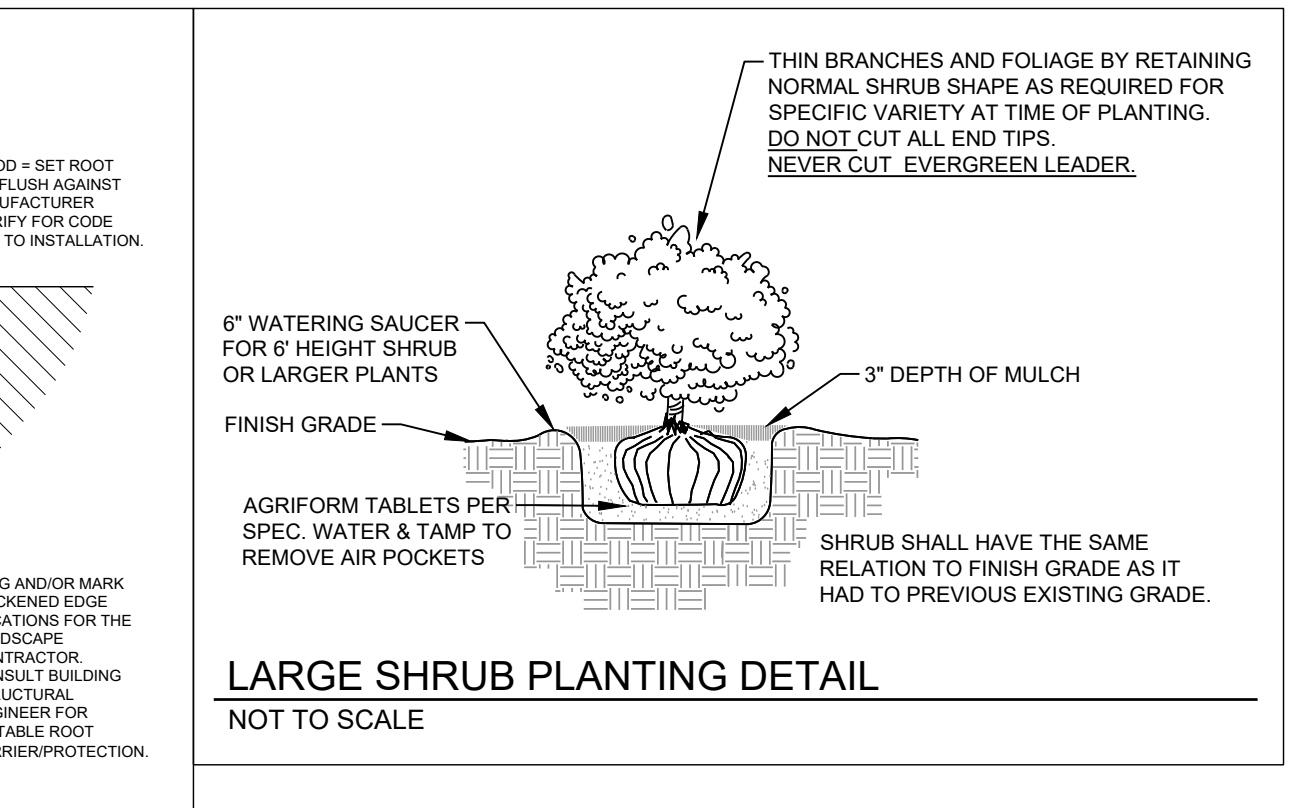 OD = SET ROOT
FLUSH AGAINST
UFACTURER
RIFY FOR CODE
TO INSTALLATION.
G AND/OR MARK
CKENED EDGE
CATIONS FOR THE
DSCAPE
NTRACTOR.
NSULT BUILDING
RUCTURAL
GINEER FOR
TABLE ROOT
RRIER/PROTECTION.
THIN BRANCHES AND FOLIAGE BY RETAINING
NORMAL SHRUB SHAPE AS REQUIRED FOR
SPECIFIC VARIETY AT TIME OF PLANTING.
DO NOT CUT ALL END TIPS.
NEVER CUT EVERGREEN LEADER.
6" WATERING SAUCER
FOR 6' HEIGHT SHRUB
OR LARGER PLANTS
3" DEPTH OF MULCH
FINISH GRADE
AGRIFORM TABLETS PER
SPEC. WATER & TAMP TO
REMOVE AIR POCKETS
SHRUB SHALL HAVE THE SAME
RELATION TO FINISH GRADE AS IT
HAD TO PREVIOUS EXISTING GRADE.
LARGE SHRUB PLANTING DETAIL
NOT TO SCALE